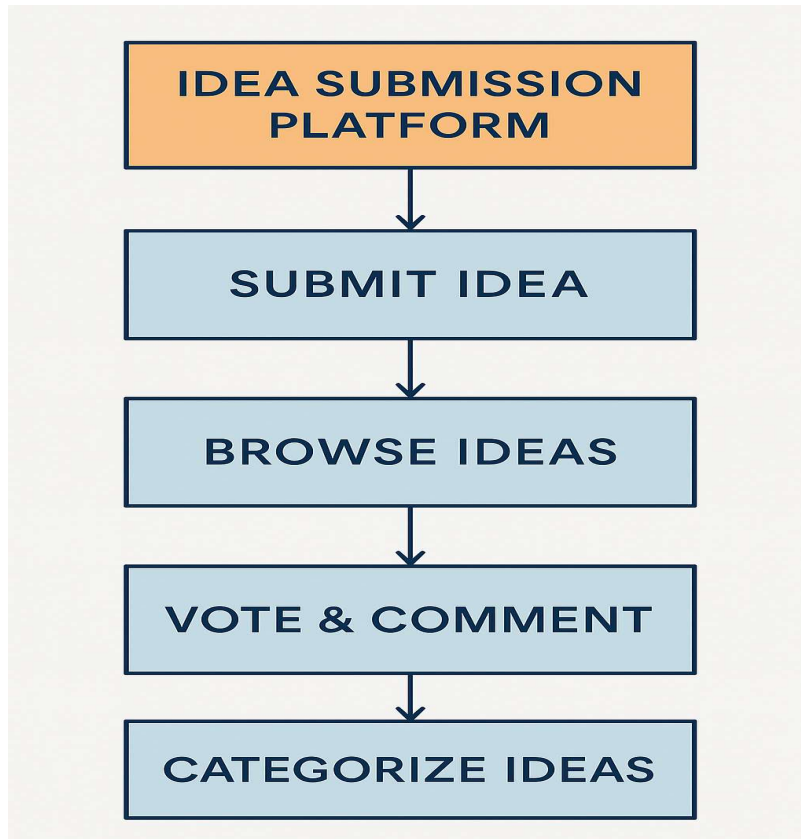 IDEA SUBMISSION
PLATFORM
SUBMIT IDEA
BROWSE IDEAS
VOTE & COMMENT
CATEGORIZE IDEAS